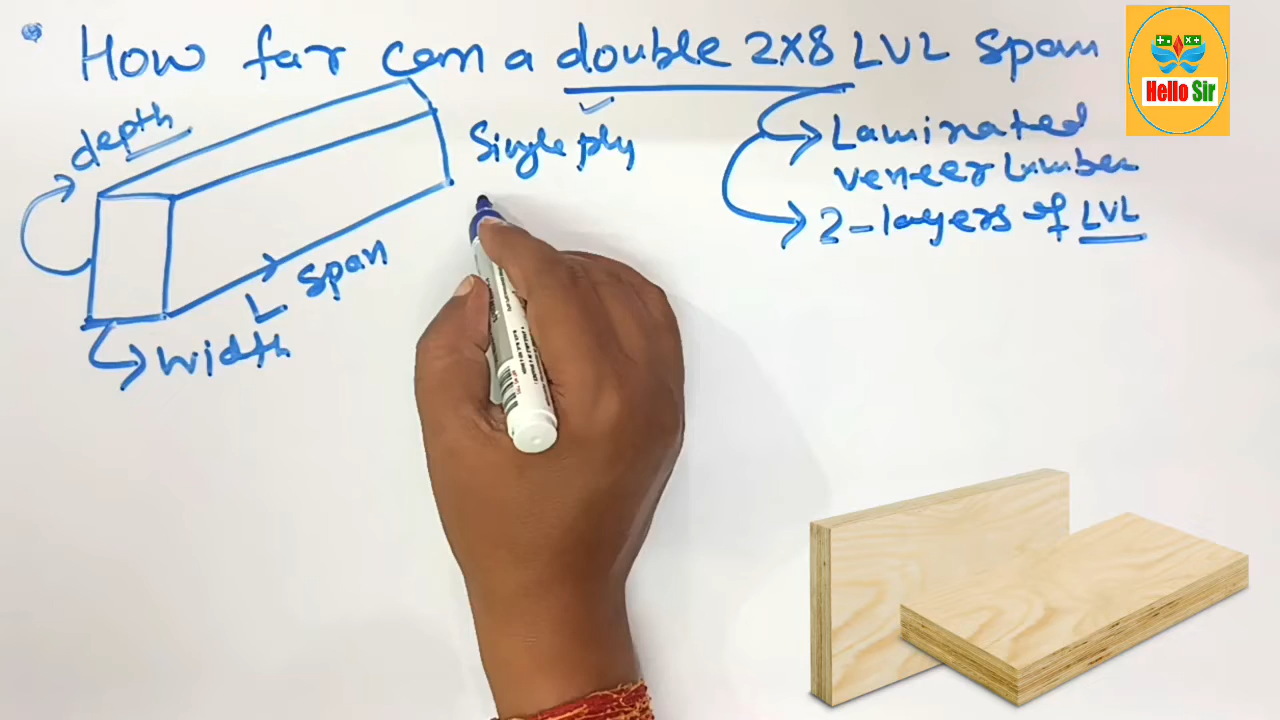 How far can a double 2x8 LVL span
Hello Sir
depth
Single ply
Laminated
veneer lumber
2-layers of LVL
L span
width